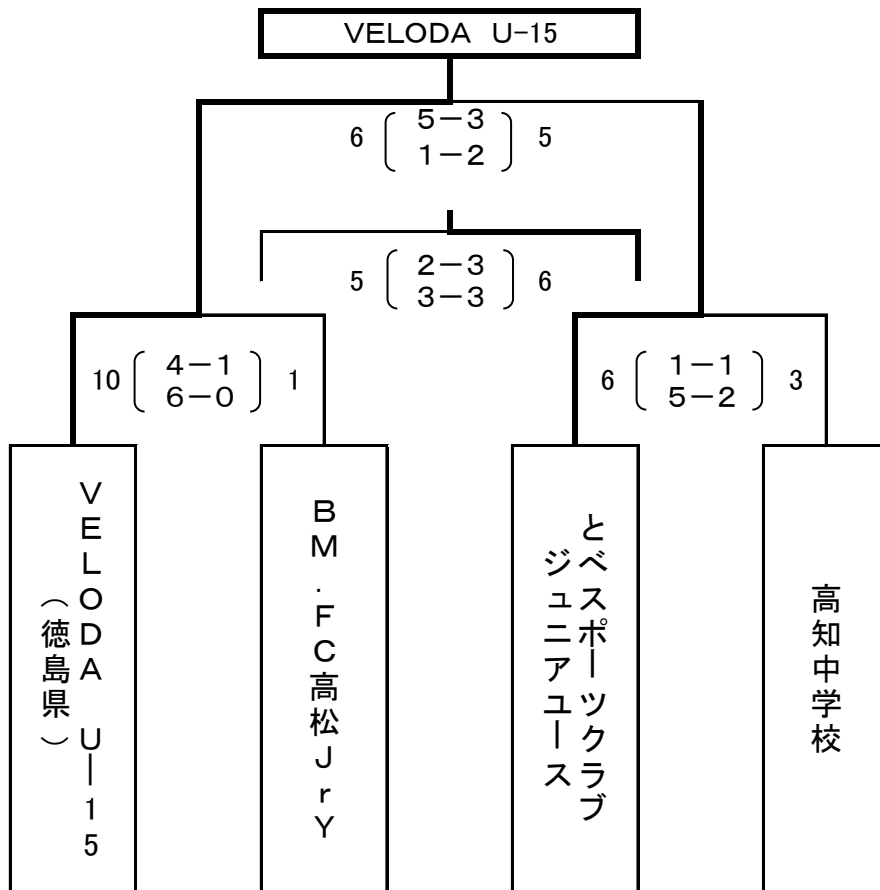 VELODA U-15
6 5－3 5
1－2
5 2－3 6
3－3
10 4－1 1
6－0
6 1－1 3
5－2
VELODA U―15
（徳島県）
BM．FC高松JrY
とべスポーツクラブ
ジュニアユース
高知中学校